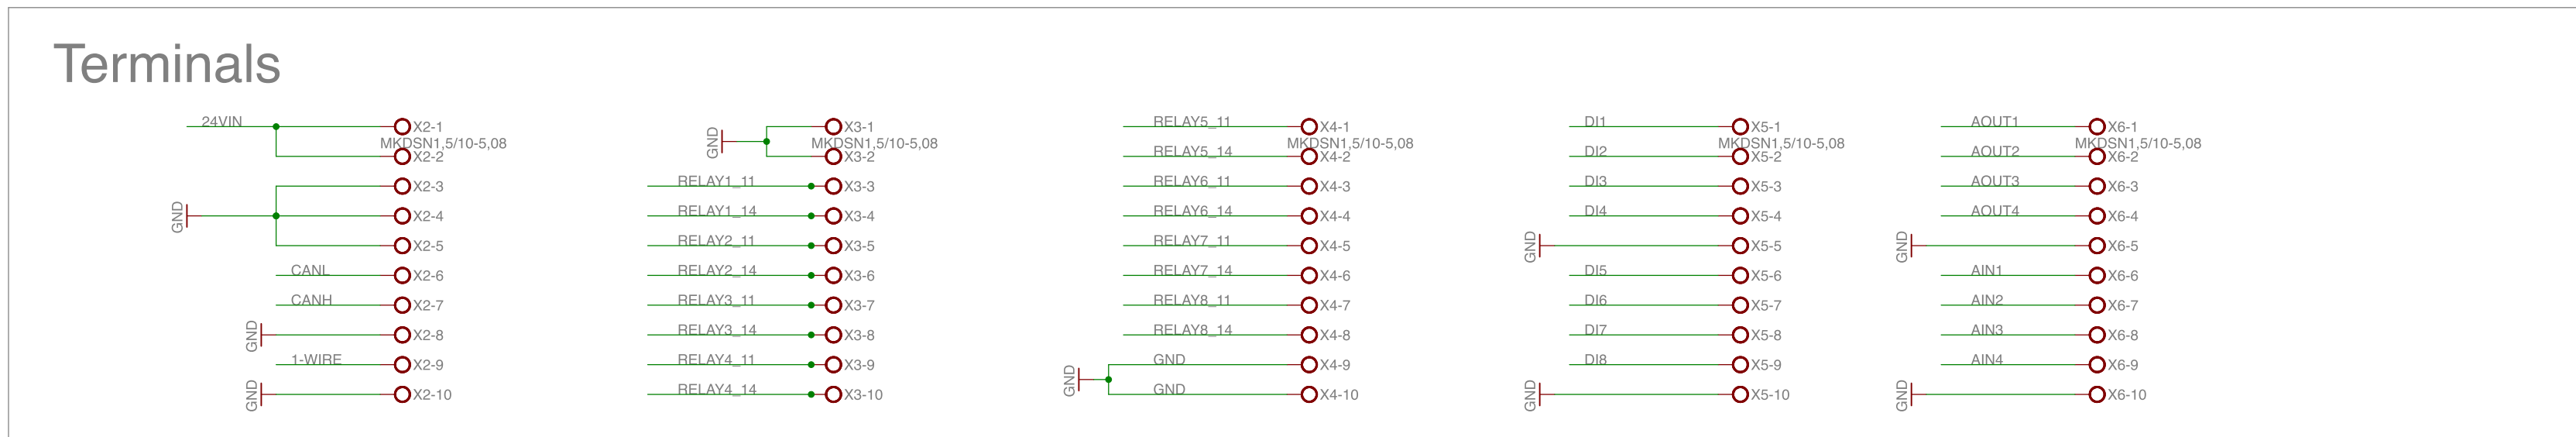 Terminals
24VIN
X2-1
MKDSN1,5/10-5,08
X2-2
X2-3
GND
X2-4
X2-5
CANL
X2-6
CANH
X2-7
GND
X2-8
1-WIRE
X2-9
GND
X2-10
GND
X3-1
MKDSN1,5/10-5,08
X3-2
RELAY1_11
X3-3
RELAY1_14
X3-4
RELAY2_11
X3-5
RELAY2_14
X3-6
RELAY3_11
X3-7
RELAY3_14
X3-8
RELAY4_11
X3-9
RELAY4_14
X3-10
RELAY5_11
X4-1
MKDSN1,5/10-5,08
RELAY5_14
X4-2
RELAY6_11
X4-3
RELAY6_14
X4-4
RELAY7_11
X4-5
RELAY7_14
X4-6
RELAY8_11
X4-7
RELAY8_14
X4-8
GND
GND
X4-9
GND
X4-10
DI1
X5-1
MKDSN1,5/10-5,08
DI2
X5-2
DI3
X5-3
DI4
X5-4
GND
X5-5
DI5
X5-6
DI6
X5-7
DI7
X5-8
DI8
X5-9
GND
X5-10
AOUT1
X6-1
MKDSN1,5/10-5,08
AOUT2
X6-2
AOUT3
X6-3
AOUT4
X6-4
GND
X6-5
AIN1
X6-6
AIN2
X6-7
AIN3
X6-8
AIN4
X6-9
GND
X6-10